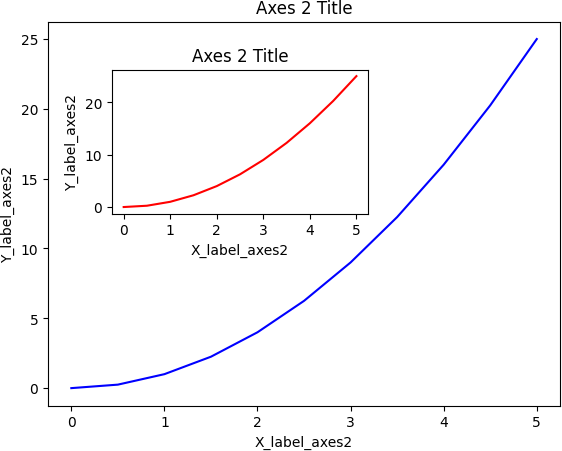 Axes 2 Title
25
20
15
10
5
0
Y_label_axes2
Axes 2 Title
20
10
0
Y_label_axes2
0 1 2 3 4 5
X_label_axes2
0 1 2 3 4 5
X_label_axes2